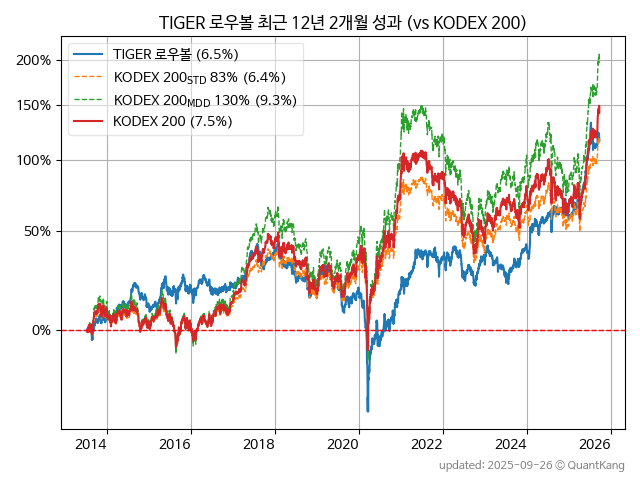 TIGER 로우볼 최근 12년 2개월 성과 (vs KODEX 200)
TIGER 로우볼 (6.5%)
KODEX 200STD 83% (6.4%)
KODEX 200MDD 130% (9.3%)
KODEX 200 (7.5%)
200%
150%
100%
50%
0%
2014 2016 2018 2020 2022 2024 2026
updated: 2025-09-26 © QuantKang